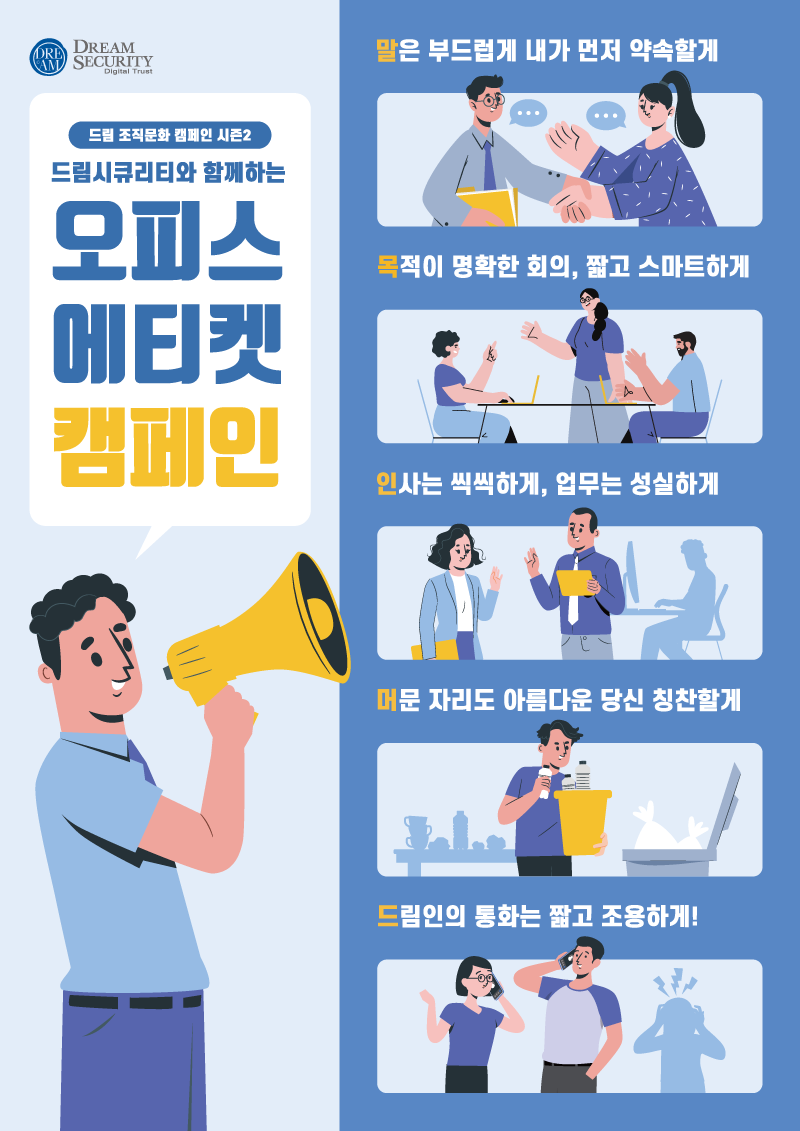 DREAM
DREAM
SECURITY
Digital Trust
드림 조직문화 캠페인 시즌2
드림시큐리티와 함께하는
오피스
에티켓
캠페인
말은 부드럽게 내가 먼저 약속할게
목적이 명확한 회의, 짧고 스마트하게
인사는 씩씩하게, 업무는 성실하게
머문 자리도 아름다운 당신 칭찬할게
드림인의 통화는 짧고 조용하게!